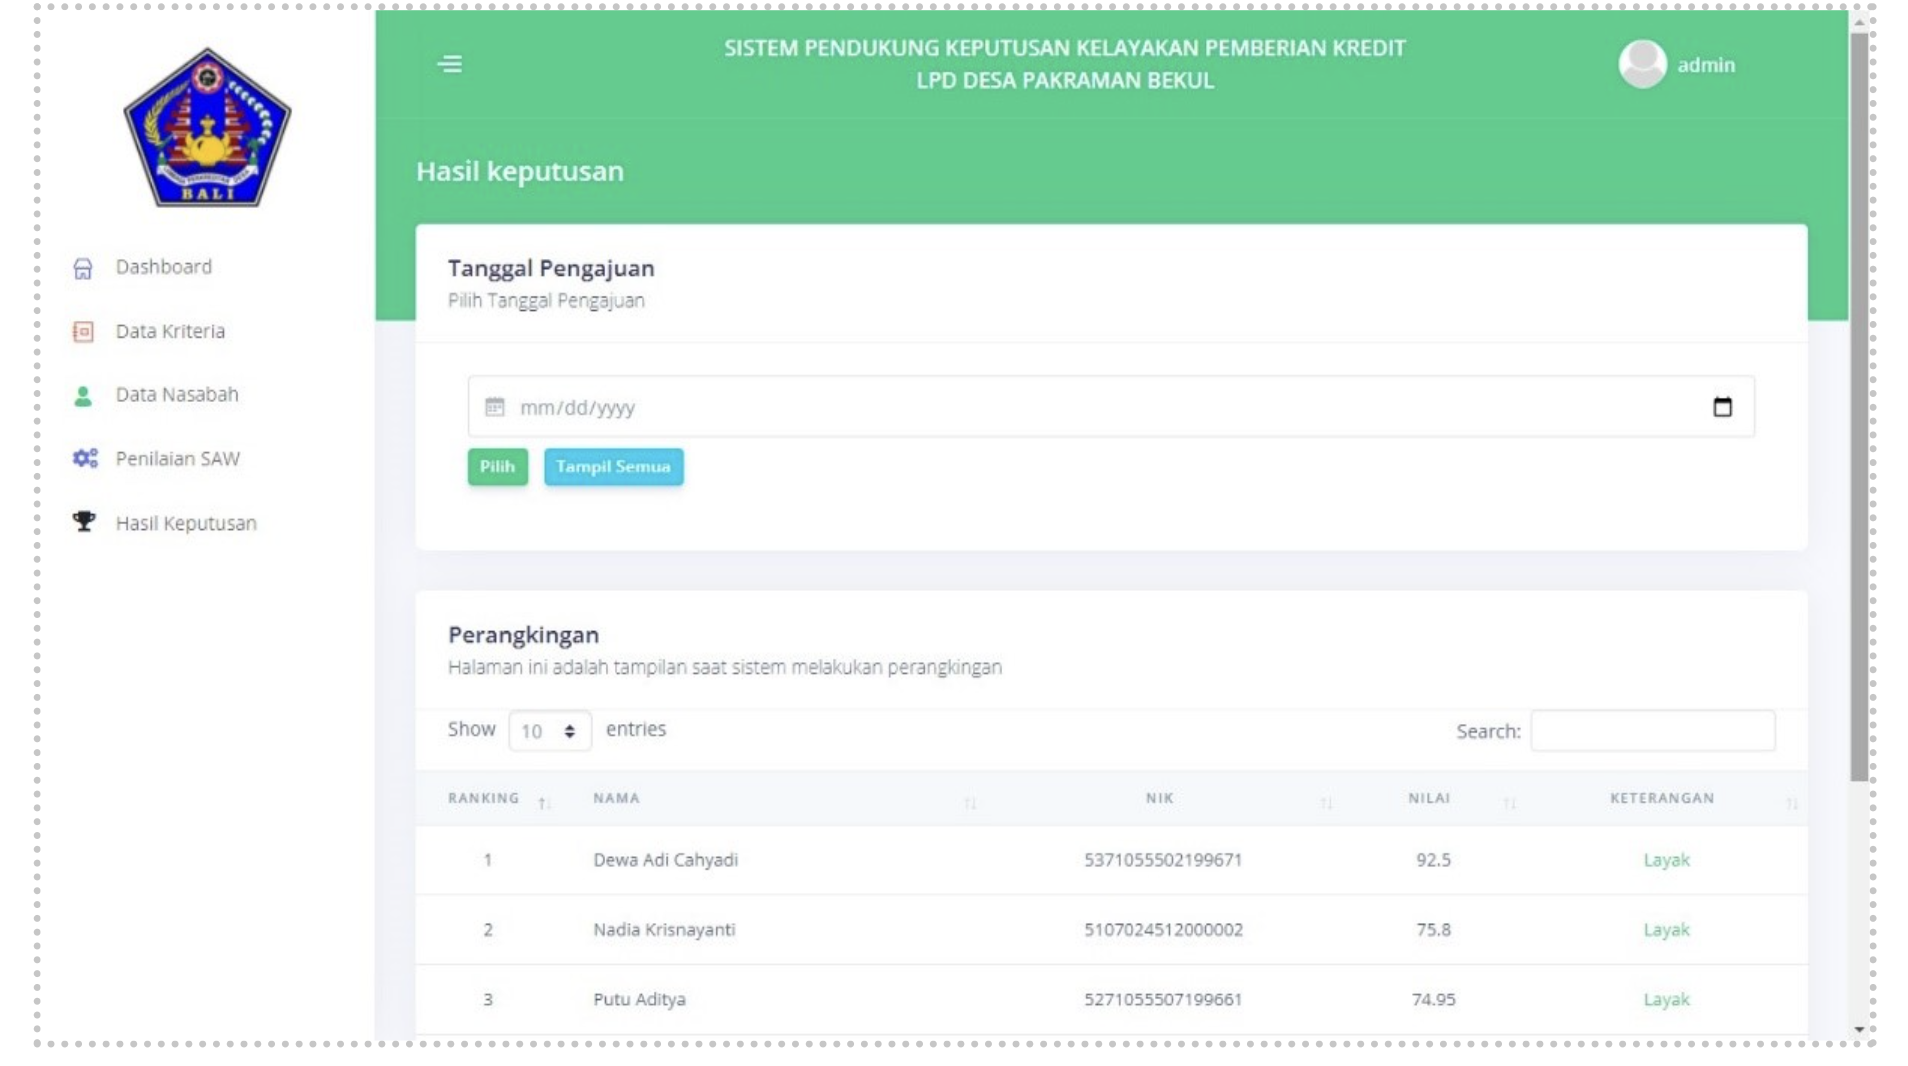 SISTEM PENDUKUNG KEPUTUSAN KELAYAKAN PEMBERIAN KREDIT
LPD DESA PAKRAMAN BEKUL
admin
BALI
Dashboard
Data Kriteria
Data Nasabah
Penilaian SAW
Hasil Keputusan
Hasil keputusan
Tanggal Pengajuan
Pilih Tanggal Pengajuan
mm/dd/yyyy
Pilih Tampil Semua
Perangkingan
Halaman ini adalah tampilan saat sistem melakukan perangkingan
Show 10 entries Search:
RANKING NAMA NIK NILAI KETERANGAN
1 Dewa Adi Cahyadi 5371055502199671 92.5 Layak
2 Nadia Krisnayanti 5107024512000002 75.8 Layak
3 Putu Aditya 5271055507199661 74.95 Layak